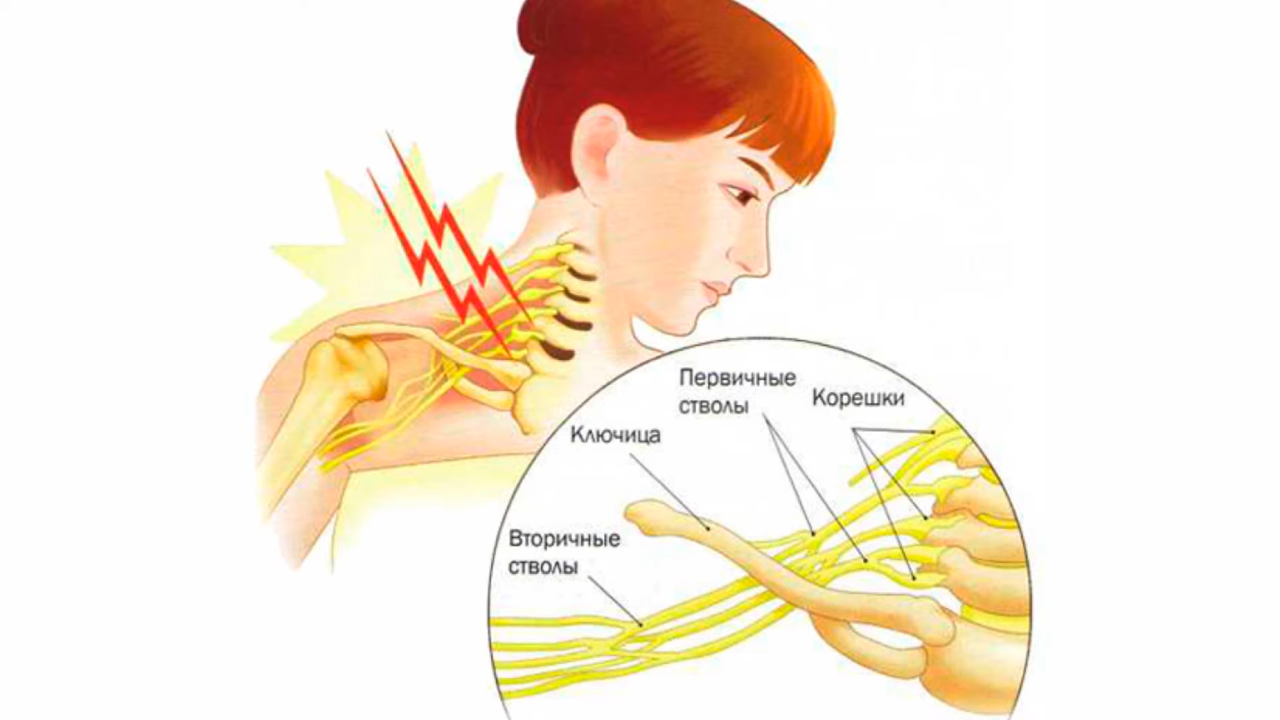 Первичные
стволы
Корешки
Ключица
Вторичные
стволы